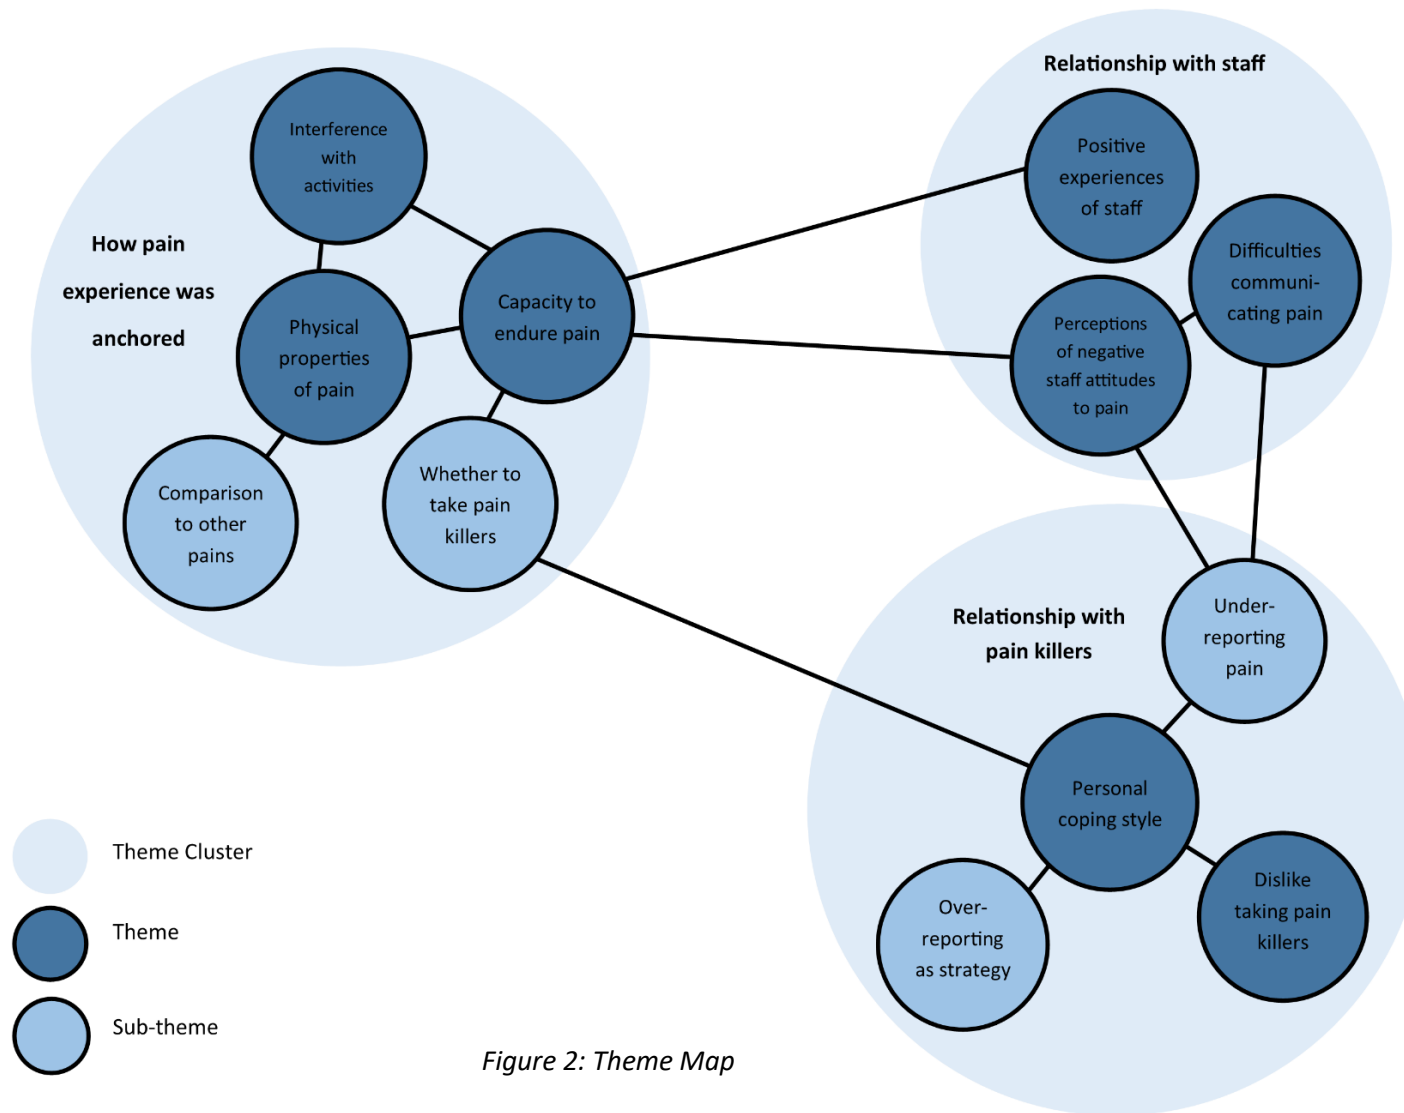 Relationship with staff
Interference
with
activities
Positive
experiences
of staff
How pain
experience was
anchored
Difficulties
communi-
cating pain
Capacity to
endure pain
Physical
properties
of pain
Perceptions
of negative
staff attitudes
to pain
Comparison
to other
pains
Whether to
take pain
killers
Relationship with
pain killers
Under-
reporting
pain
Personal
coping style
Dislike
taking pain
killers
Over-
reporting
as strategy
Theme Cluster
Theme
Sub-theme
Figure 2: Theme Map